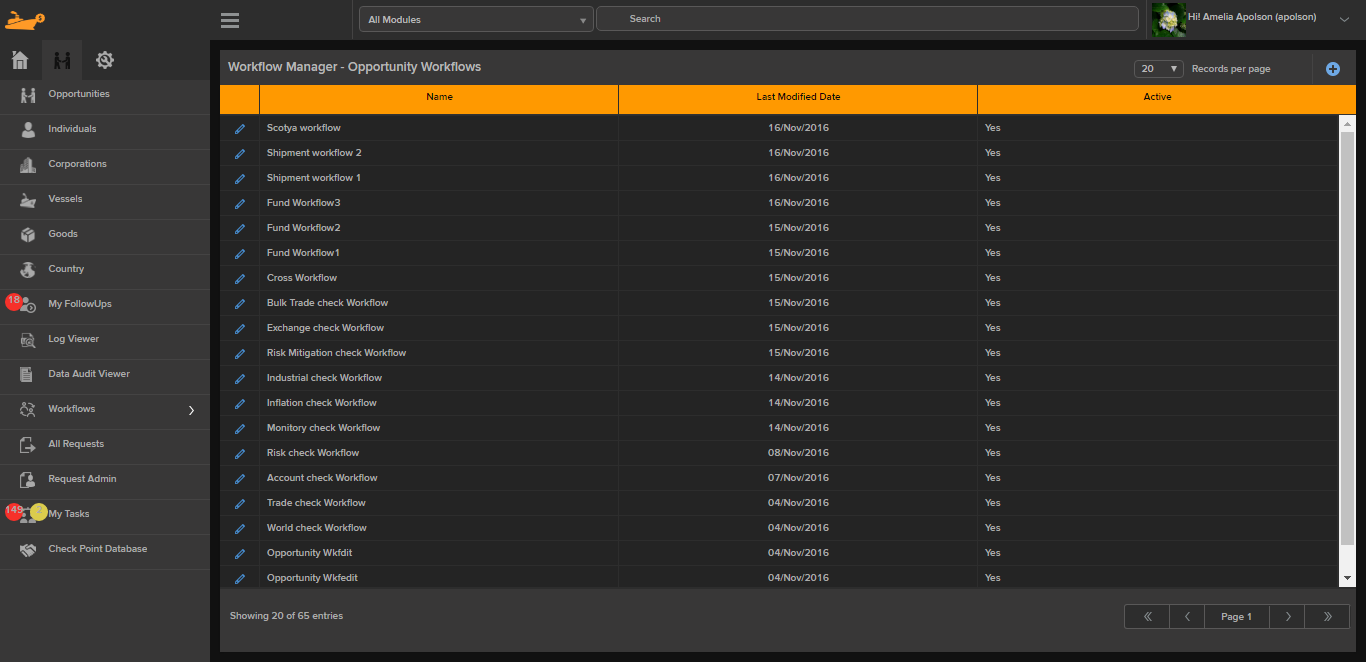 All Modules
Search
Hi! Amelia Apolson (apolson)
Opportunities
Individuals
Corporations
Vessels
Goods
Country
18
My FollowUps
Log Viewer
Data Audit Viewer
Workflows
All Requests
Request Admin
149 2 My Tasks
Check Point Database
Workflow Manager - Opportunity Workflows
20 Records per page
Name Last Modified Date Active
Scotya workflow 16/Nov/2016 Yes
Shipment workflow 2 16/Nov/2016 Yes
Shipment workflow 1 16/Nov/2016 Yes
Fund Workflow3 16/Nov/2016 Yes
Fund Workflow2 15/Nov/2016 Yes
Fund Workflow1 15/Nov/2016 Yes
Cross Workflow 15/Nov/2016 Yes
Bulk Trade check Workflow 15/Nov/2016 Yes
Exchange check Workflow 15/Nov/2016 Yes
Risk Mitigation check Workflow 15/Nov/2016 Yes
Industrial check Workflow 14/Nov/2016 Yes
Inflation check Workflow 14/Nov/2016 Yes
Monitory check Workflow 14/Nov/2016 Yes
Risk check Workflow 08/Nov/2016 Yes
Account check Workflow 07/Nov/2016 Yes
Trade check Workflow 04/Nov/2016 Yes
World check Workflow 04/Nov/2016 Yes
Opportunity Wkfdit 04/Nov/2016 Yes
Opportunity Wkfedit 04/Nov/2016 Yes
Showing 20 of 65 entries
Page 1